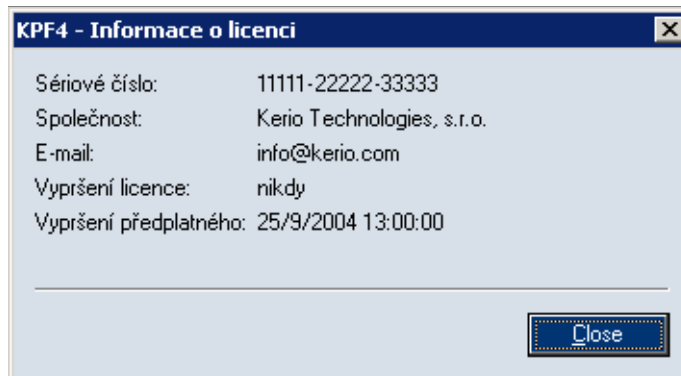 KPF4 - Informace o licenci
Sériové číslo: 11111-22222-33333
Společnost: Kerio Technologies, s.r.o.
E-mail: info@kerio.com
Vypršení licence: nikdy
Vypršení předplatného: 25/9/2004 13:00:00
Close